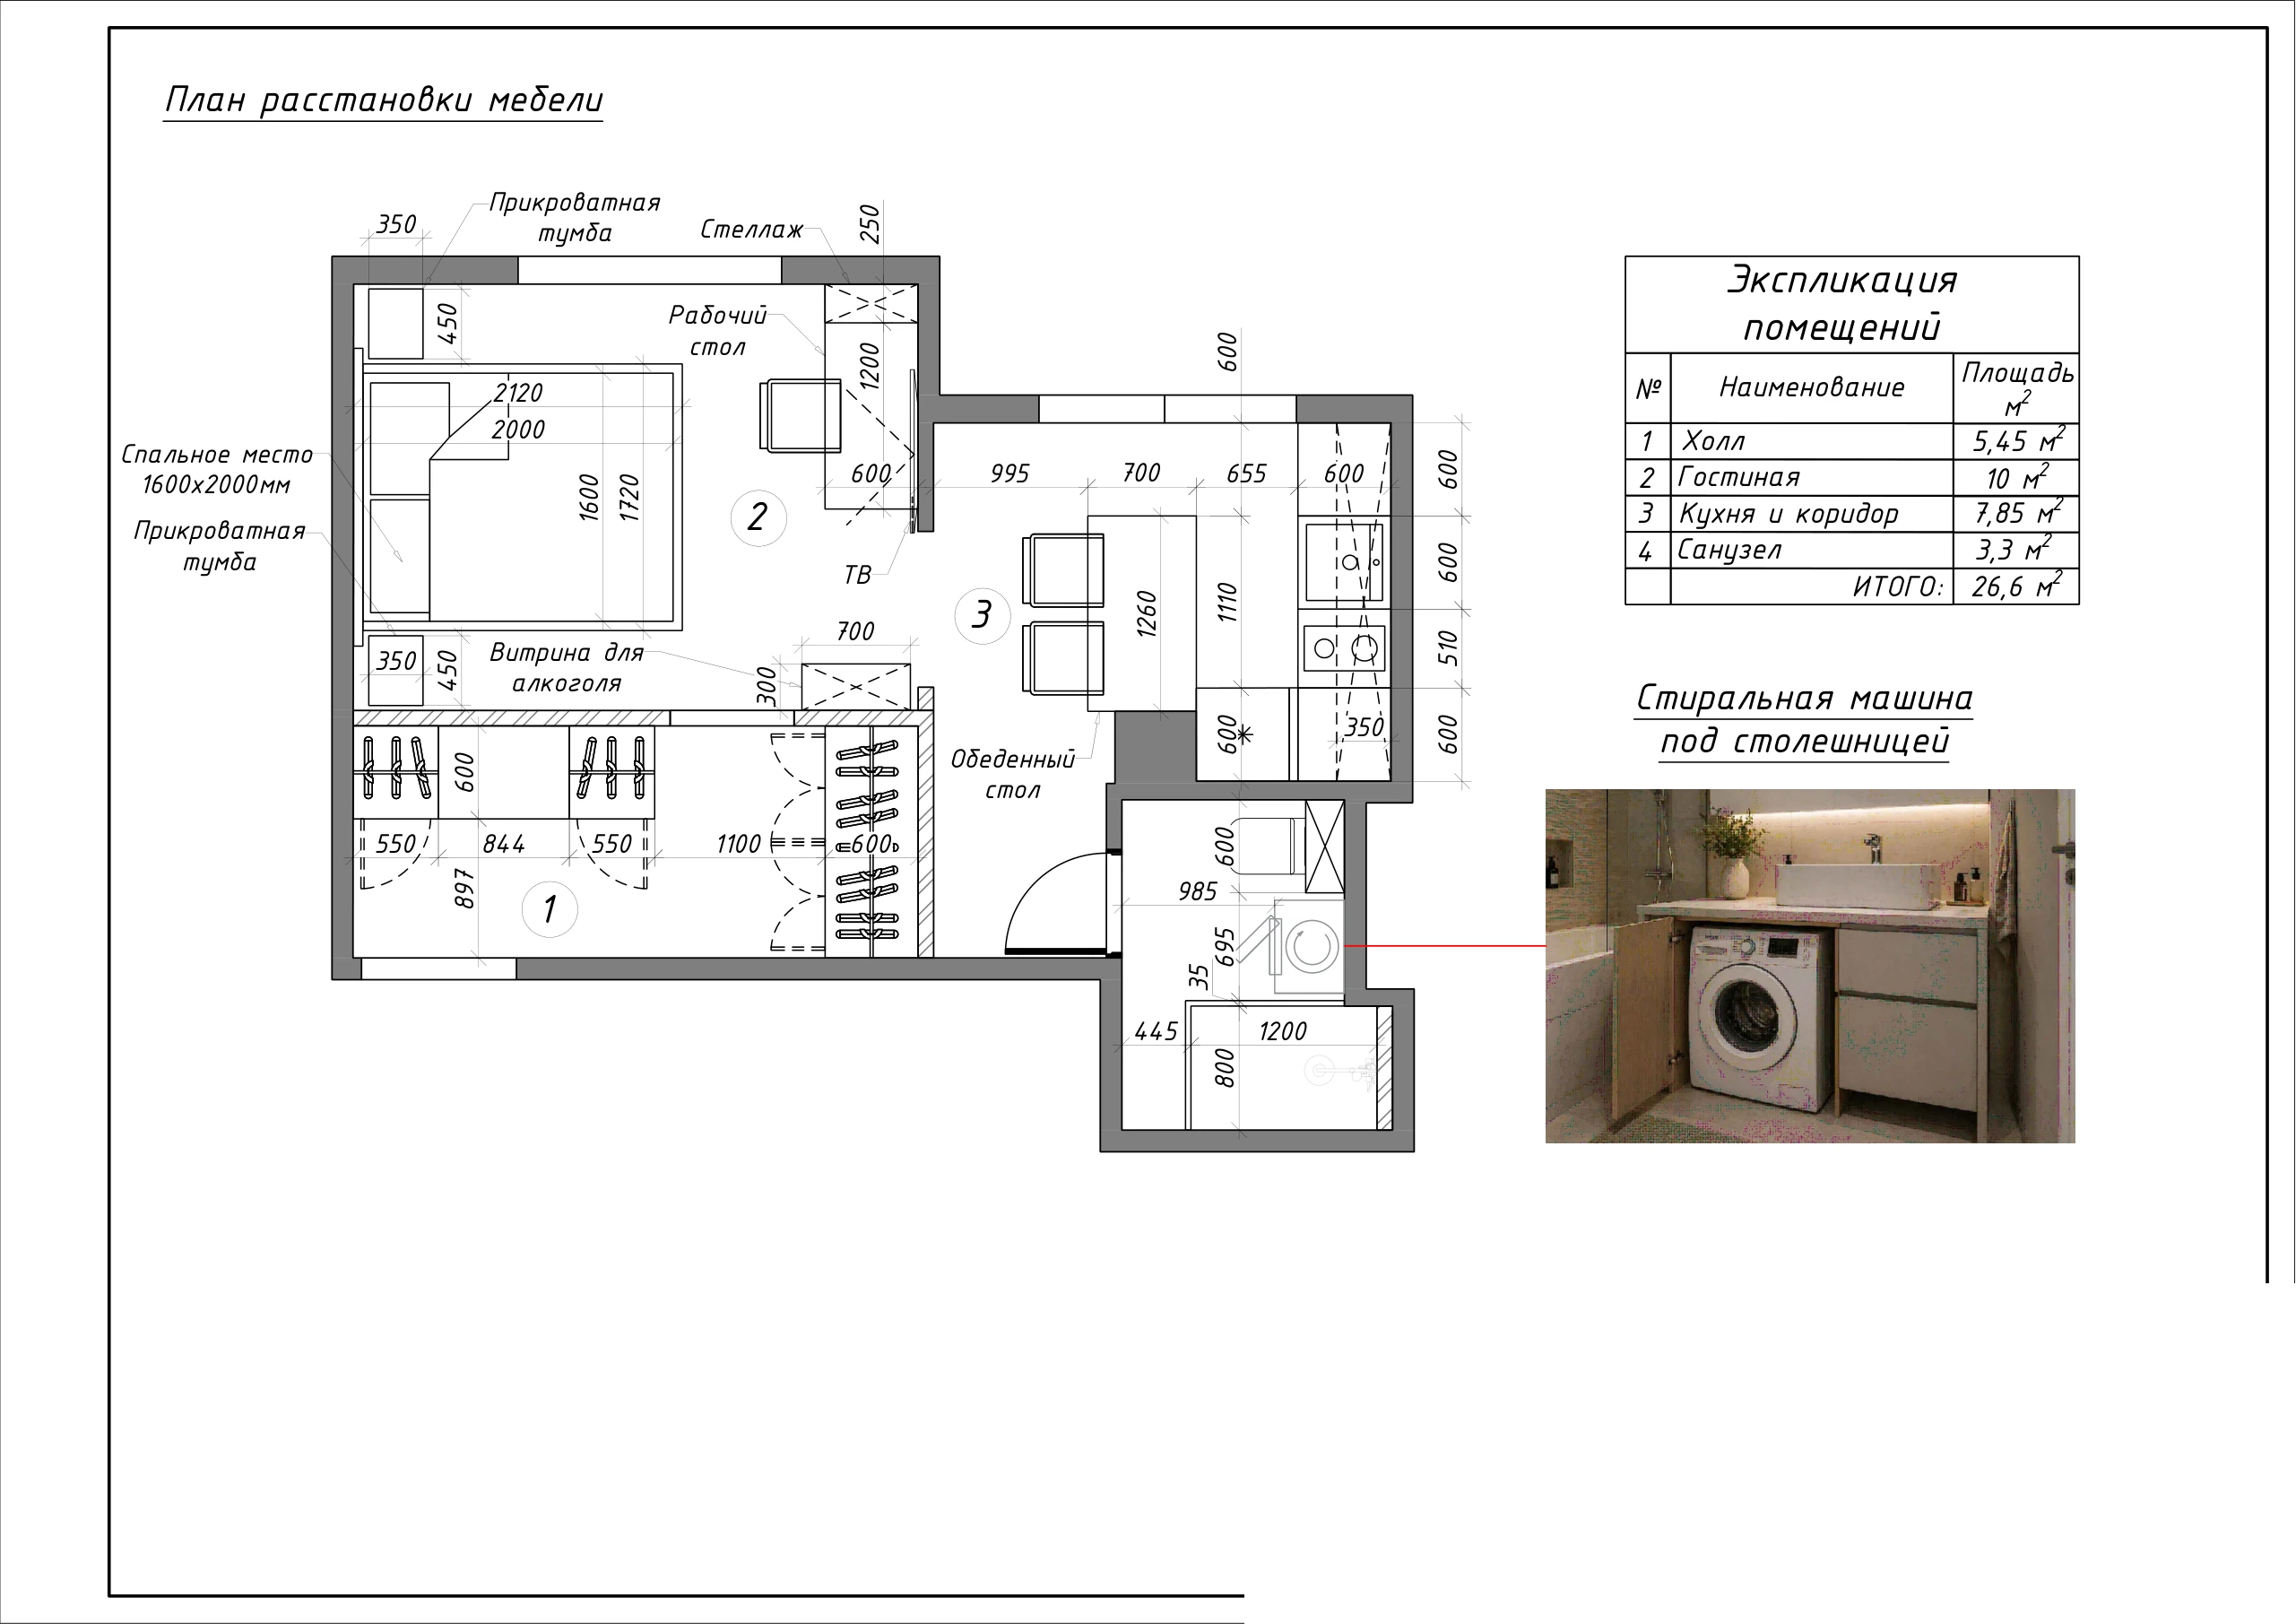 План расстановки мебели
Прикроватная
тумба
350
Стеллаж
250
450
Рабочий
стол
1200
600
2120
2000
Спальное место
1600х2000мм
1600
1720
600
995
700
655
600
600
Прикроватная
тумба
2
ТВ
3
1260
1110
600
510
350
450
Витрина для
алкоголя
700
300
Обеденный
стол
600
350
600
600
550
844
550
1100
600
897
1
600
985
695
35
445
1200
800
Экспликация
помещений
№ Наименование Площадь
м²
1 Холл 5,45 м²
2 Гостиная 10 м²
3 Кухня и коридор 7,85 м²
4 Санузел 3,3 м²
ИТОГО: 26,6 м²
Стиральная машина
под столешницей